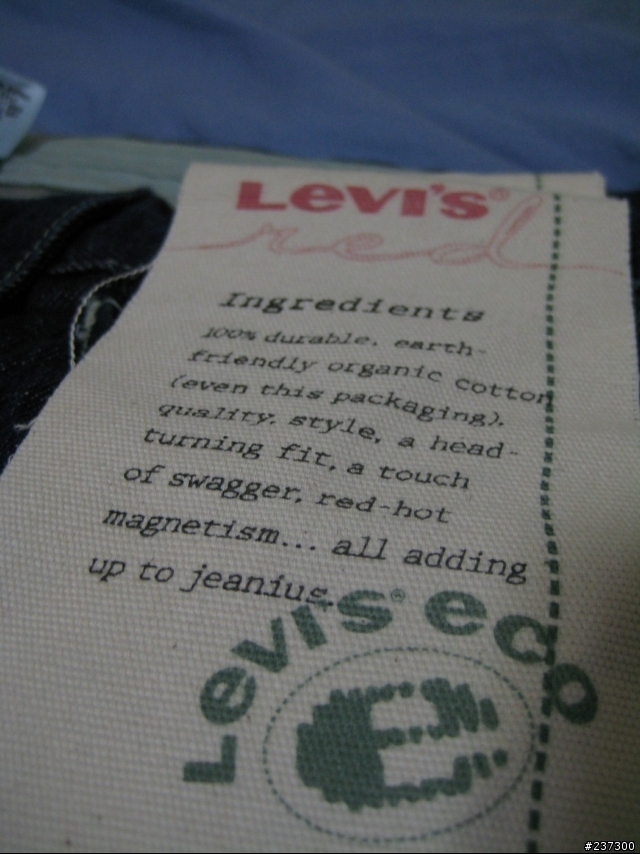 LEVI'S®
red
Ingredients
100% durable, earth-
friendly organic cotton
(even this packaging),
quality, style, a head-
turning fit, a touch
of swagger, red-hot
magnetism... all adding
up to jeanius.
LEVI'S® eco
#237300